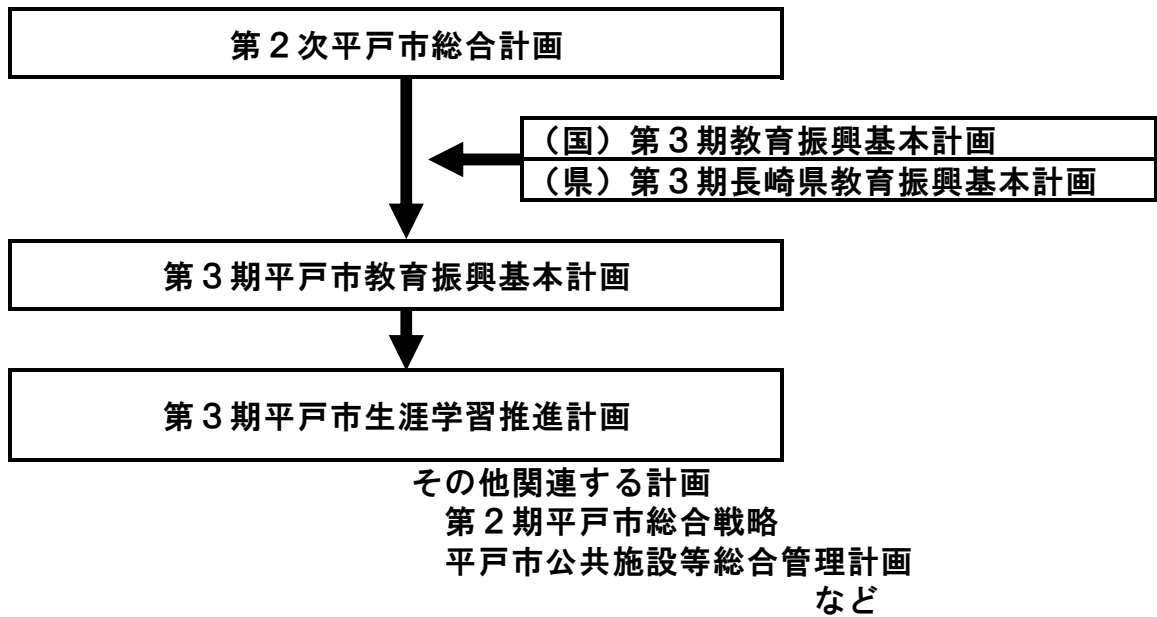 第２次平戸市総合計画
（国）第３期教育振興基本計画
（県）第３期長崎県教育振興基本計画
第３期平戸市教育振興基本計画
第３期平戸市生涯学習推進計画
その他関連する計画
第２期平戸市総合戦略
平戸市公共施設等総合管理計画
など